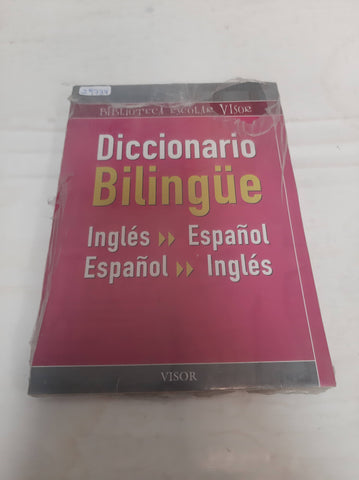 BIBLIOTECA ESCOLAR VISOR
Diccionario
Bilingüe
Inglés Español
Español Inglés
VISOR